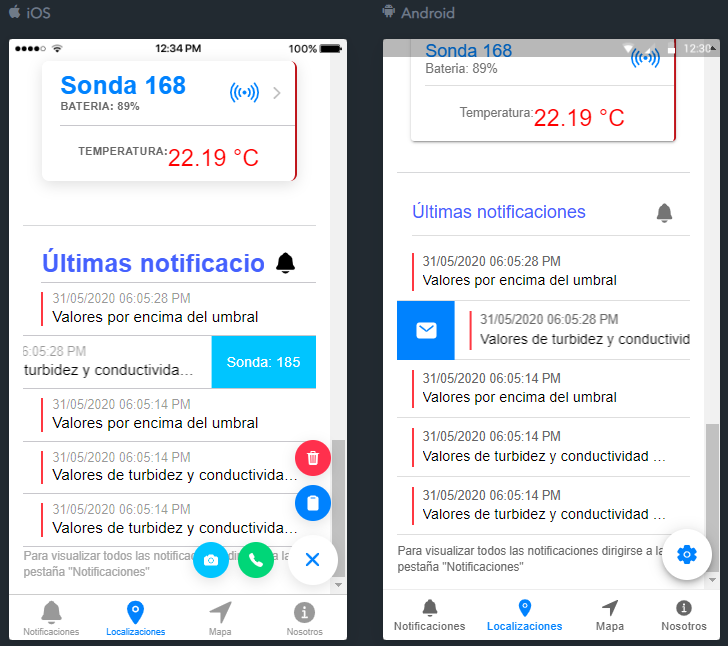 iOS
12:34 PM
100%
Sonda 168
BATERIA: 89%
TEMPERATURA: 22.19 °C
Últimas notificacio
31/05/2020 06:05:28 PM
Valores por encima del umbral
6:05:28 PM
turbidez y conductivida...
Sonda: 185
31/05/2020 06:05:14 PM
Valores por encima del umbral
31/05/2020 06:05:14 PM
Valores de turbidez y conductivida...
31/05/2020 06:05:14 PM
Valores de turbidez y conductivida...
Para visualizar todos las notificac dirigirse a la
pestaña "Notificaciones"
Notificaciones
Localizaciones
Mapa
Nosotros
Android
12:30
Sonda 168
Bateria: 89%
Temperatura: 22.19 °C
Últimas notificaciones
31/05/2020 06:05:28 PM
Valores por encima del umbral
31/05/2020 06:05:28 PM
Valores de turbidez y conductivid
31/05/2020 06:05:14 PM
Valores por encima del umbral
31/05/2020 06:05:14 PM
Valores de turbidez y conductividad ...
31/05/2020 06:05:14 PM
Valores de turbidez y conductividad ...
Para visualizar todos las notificaciones dirigirse a la
pestaña "Notificaciones"
Notificaciones
Localizaciones
Mapa
Nosotros